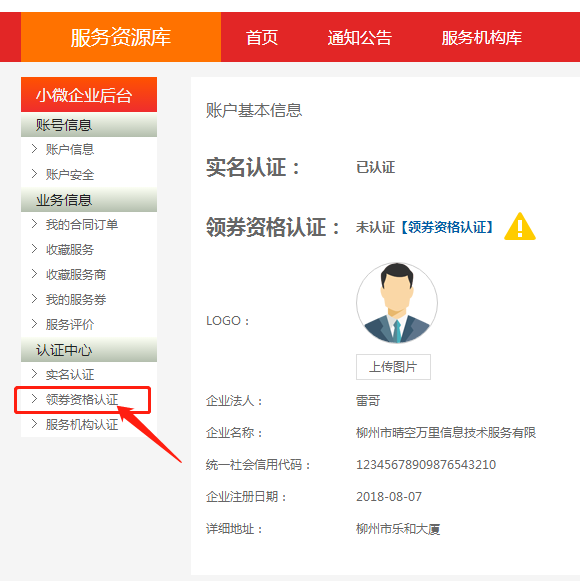 服务资源库 首页 通知公告 服务机构库
小微企业后台
账号信息
账户信息
账户安全
业务信息
我的合同订单
收藏服务
收藏服务商
我的服务券
服务评价
认证中心
实名认证
领券资格认证
服务机构认证
账户基本信息
实名认证： 已认证
领券资格认证： 未认证【领券资格认证】
LOGO：
上传图片
企业法人： 雷哥
企业名称： 柳州市晴空万里信息技术服务有限
统一社会信用代码： 12345678909876543210
企业注册日期： 2018-08-07
详细地址： 柳州市乐和大厦